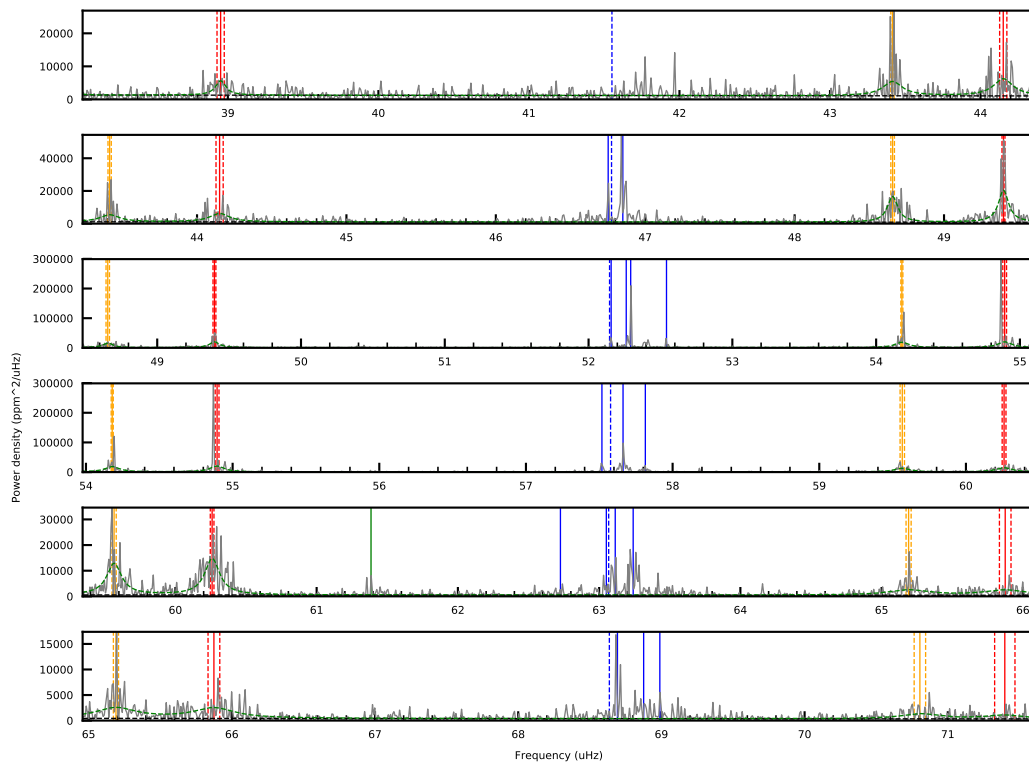 20000
10000
0
39 40 41 42 43 44
40000
20000
0
44 45 46 47 48 49
300000
200000
100000
0
49 50 51 52 53 54 55
300000
200000
100000
0
54 55 56 57 58 59 60
30000
20000
10000
0
60 61 62 63 64 65 66
15000
10000
5000
0
65 66 67 68 69 70 71
Power density (ppm^2/uHz)
Frequency (uHz)